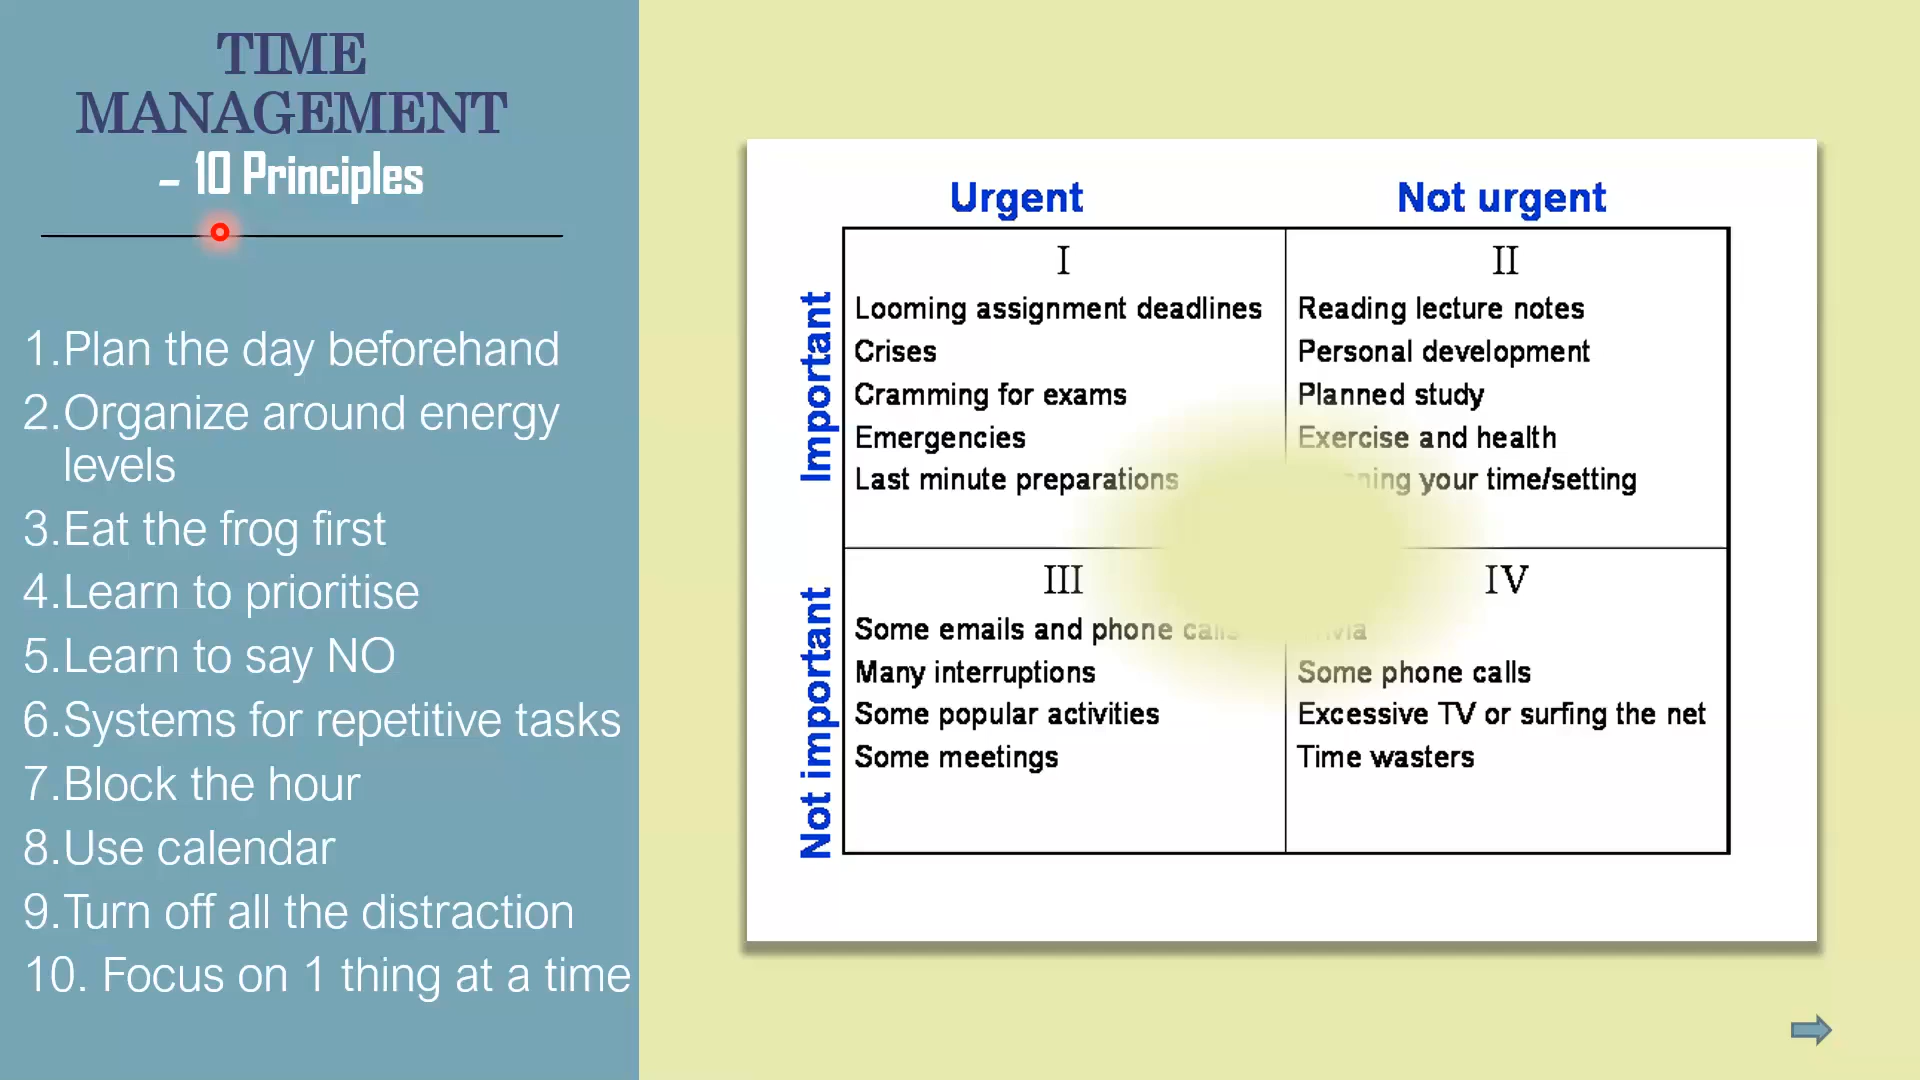 TIME
MANAGEMENT
– 10 Principles
1.Plan the day beforehand
2.Organize around energy
levels
3.Eat the frog first
4.Learn to prioritise
5.Learn to say NO
6.Systems for repetitive tasks
7.Block the hour
8.Use calendar
9.Turn off all the distraction
10. Focus on 1 thing at a time
Urgent
Not urgent
Important
I
Looming assignment deadlines
Crises
Cramming for exams
Emergencies
Last minute preparations
II
Reading lecture notes
Personal development
Planned study
Exercise and health
your time/setting
Not important
III
Some emails and phone calls
Many interruptions
Some popular activities
Some meetings
IV
Some phone calls
Excessive TV or surfing the net
Time wasters